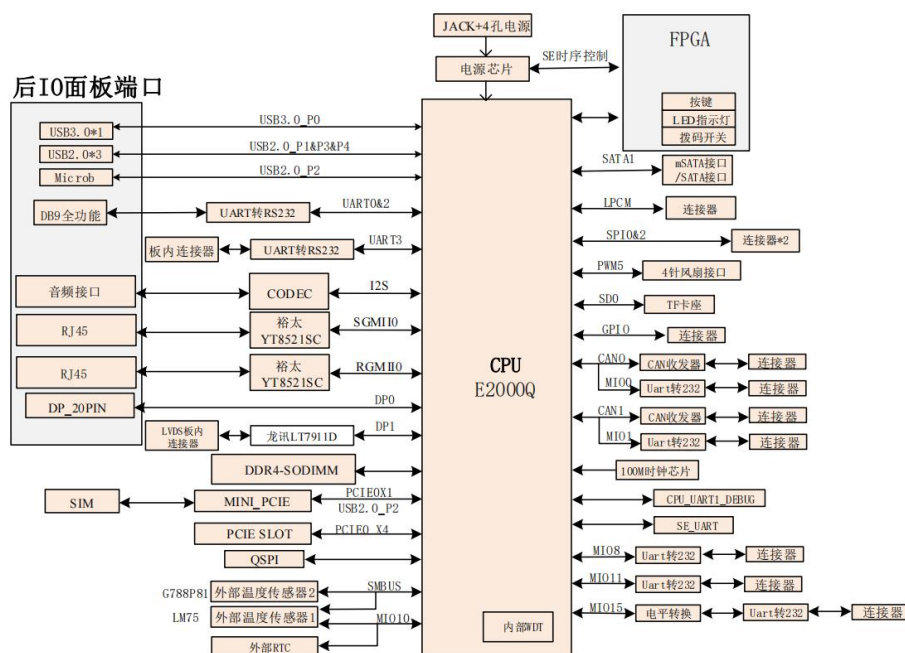 JACK+4孔电源
电源芯片
SE时序控制
FPGA
按键
LED指示灯
拨码开关
后IO面板端口
USB3.0*1
USB3.0_P0
USB2.0*3
USB2.0_P1&P3&P4
Microb
USB2.0_P2
DB9全功能
UART转RS232
UART0&2
板内连接器
UART转RS232
UART3
音频接口
CODEC
I2S
RJ45
裕太
YT8521SC
SGMII0
RJ45
裕太
YT8521SC
RGMII0
DP_20PIN
DP0
LVDS板内
连接器
龙讯LT7911D
DP1
DDR4-SODIMM
SIM
MINI_PCIE
PCIE0X1
USB2.0_P2
PCIE SLOT
PCIE0_X4
QSPI
G788P81
外部温度传感器2
SMBUS
LM75
外部温度传感器1
MIO10
外部RTC
CPU
E2000Q
内部WDT
SATA1
mSATA接口
/SATA接口
LPCM
连接器
SPI0&2
连接器*2
PWM5
4针风扇接口
SD0
TF卡座
GPIO
连接器
CAN0
CAN收发器
连接器
MIO0
Uart转232
连接器
CAN1
CAN收发器
连接器
MIO1
Uart转232
连接器
100M时钟芯片
CPU_UART1_DEBUG
SE_UART
MIO8
Uart转232
连接器
MIO11
Uart转232
连接器
MIO15
电平转换
Uart转232
连接器